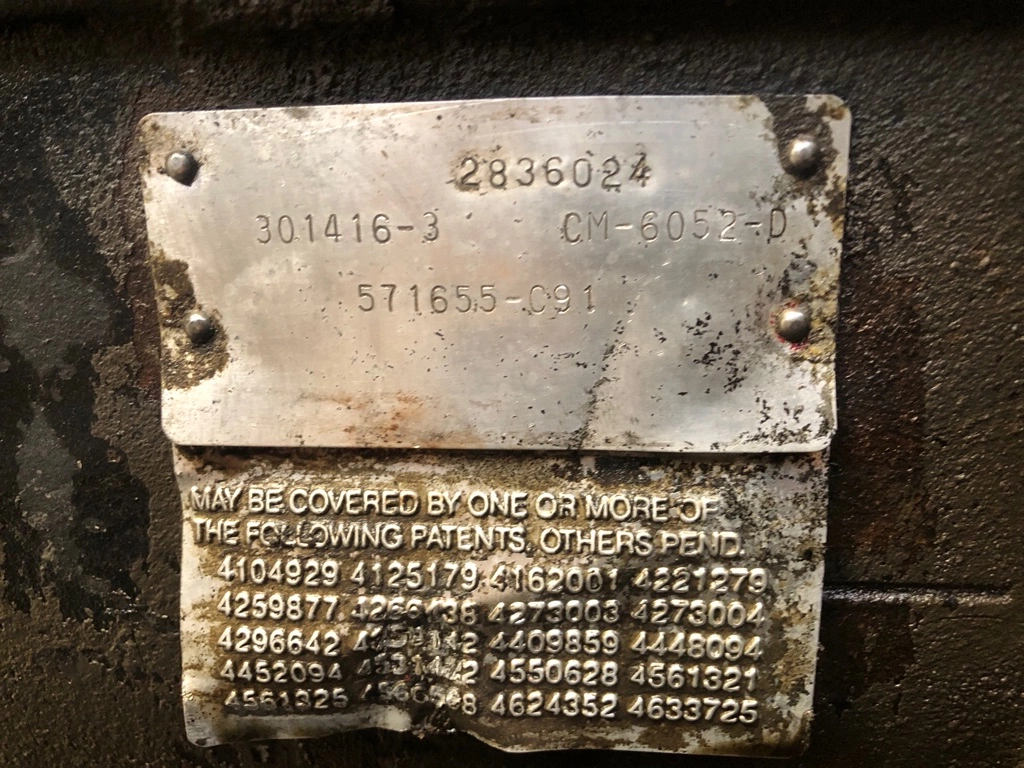 2836024
301416-3 CM-6052-D
571655-C91
MAY BE COVERED BY ONE OR MORE OF
THE FOLLOWING PATENTS. OTHERS PEND.
4104929 4125179 4162001 4221279
4259877 4273003 4273004
4296642 4409859 4448094
4452094 4550628 4561321
4561325 4624352 4633725